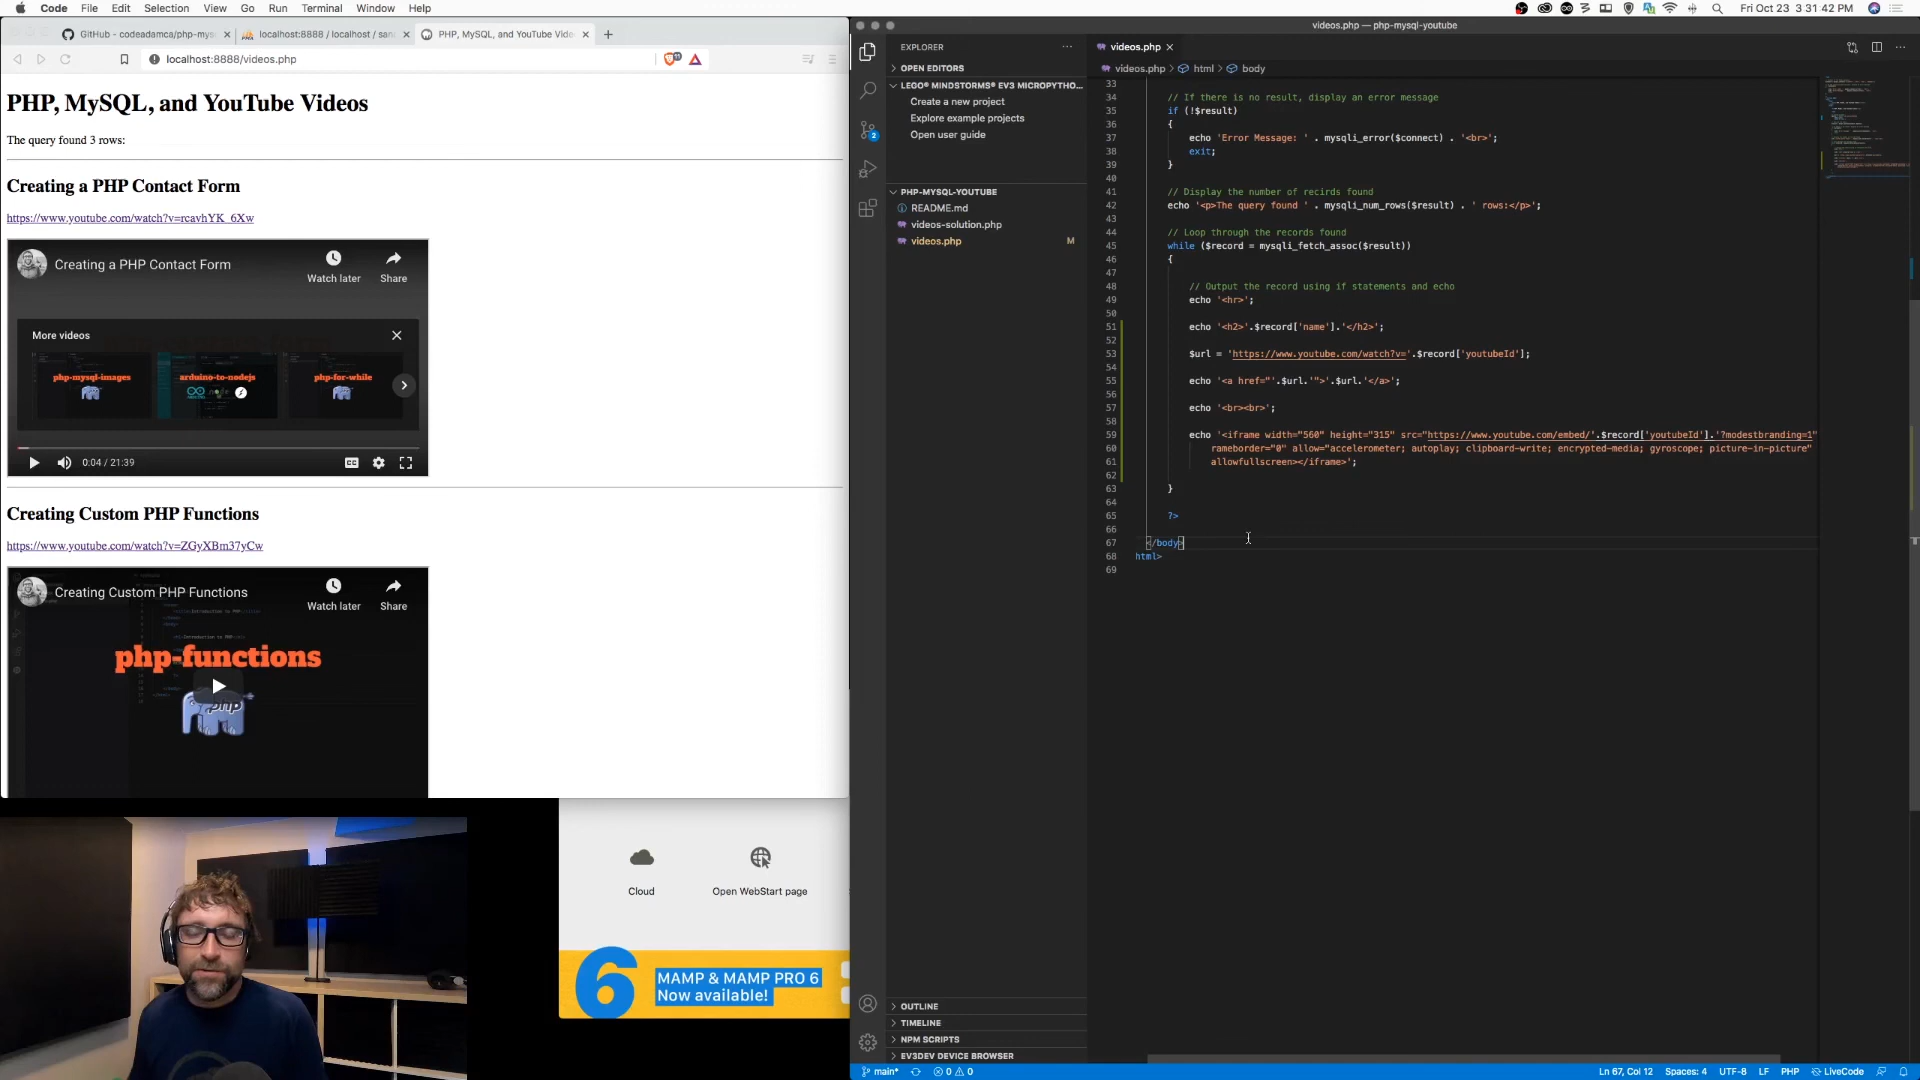 Code File Edit Selection View Go Run Terminal Window Help
Fri Oct 23 3 31 42 PM
GitHub - codeadamca/php-mys
localhost:8888 / localhost / san
PHP, MySQL, and YouTube Vide
localhost:8888/videos.php
PHP, MySQL, and YouTube Videos
The query found 3 rows:
Creating a PHP Contact Form
https://www.youtube.com/watch?v=rcavhYK_6Xw
Creating a PHP Contact Form
Watch later
Share
More videos
php-mysql-images
arduino-to-nodejs
php-for-while
0:04 / 21:39
Creating Custom PHP Functions
https://www.youtube.com/watch?v=ZGyXBm37yCw
Creating Custom PHP Functions
Watch later
Share
php-functions
php
Cloud
Open WebStart page
6
MAMP & MAMP PRO 6
Now available!
videos.php — php-mysql-youtube
EXPLORER
OPEN EDITORS
LEGO® MINDSTORMS® EV3 MICROPYTHO...
Create a new project
Explore example projects
Open user guide
2
PHP-MYSQL-YOUTUBE
README.md
videos-solution.php
videos.php M
OUTLINE
TIMELINE
NPM SCRIPTS
EV3DEV DEVICE BROWSER
videos.php
videos.php > html > body
33
34 // If there is no result, display an error message
35 if (!$result)
36 {
37 echo 'Error Message: ' . mysqli_error($connect) . '<br>';
38 exit;
39 }
40
41 // Display the number of recirds found
42 echo '<p>The query found ' . mysqli_num_rows($result) . ' rows:</p>';
43
44 // Loop through the records found
45 while ($record = mysqli_fetch_assoc($result))
46 {
47
48 // Output the record using if statements and echo
49 echo '<hr>';
50
51 echo '<h2>'.$record['name'].'</h2>';
52
53 $url = 'https://www.youtube.com/watch?v='.$record['youtubeId'];
54
55 echo '<a href="'.$url.'">'.$url.'</a>';
56
57 echo '<br><br>';
58
59 echo '<iframe width="560" height="315" src="https://www.youtube.com/embed/'.$record['youtubeId'].'?modestbranding=1"
60 rameborder="0" allow="accelerometer; autoplay; clipboard-write; encrypted-media; gyroscope; picture-in-picture"
61 allowfullscreen></iframe>';
62
63 }
64
65 ?>
66
67 </body>
68 html>
69
main* 0 0
Ln 67, Col 12 Spaces: 4 UTF-8 LF PHP LiveCode